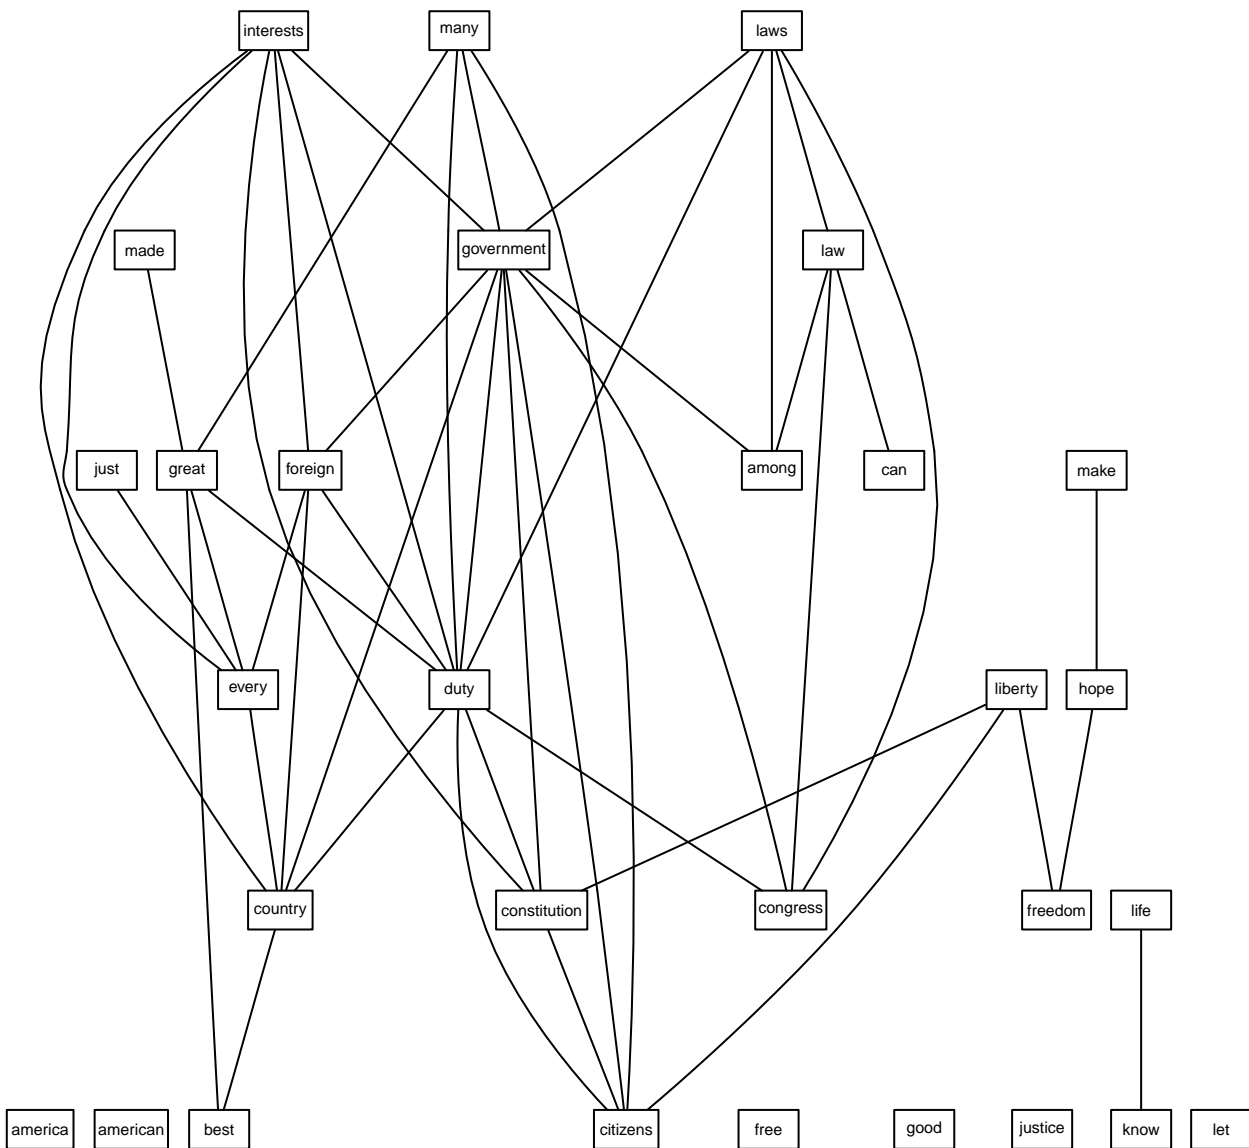 interests many laws
made government law
just great foreign among can make
every duty liberty hope
country constitution congress freedom life
america american best citizens free good justice know let